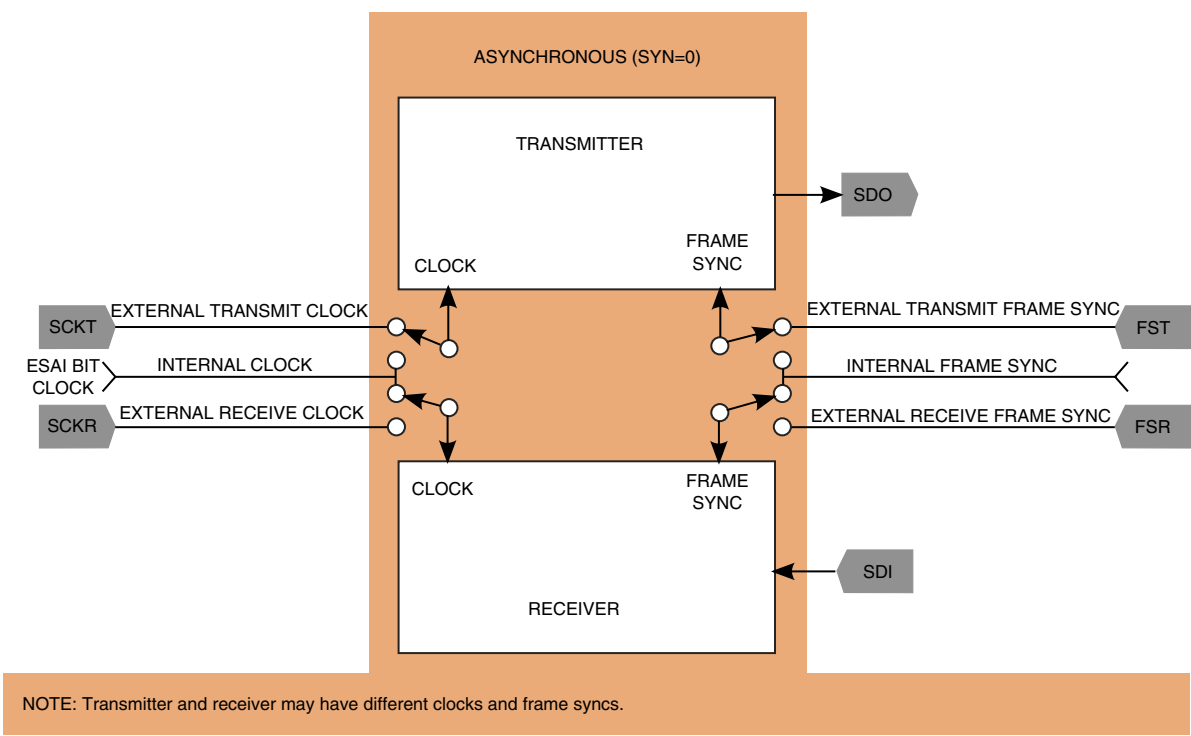 ASYNCHRONOUS (SYN=0)
TRANSMITTER
SDO
FRAME
SYNC
CLOCK
EXTERNAL TRANSMIT CLOCK
SCKT
EXTERNAL TRANSMIT FRAME SYNC
FST
ESAI BIT
CLOCK
INTERNAL CLOCK
INTERNAL FRAME SYNC
EXTERNAL RECEIVE CLOCK
SCKR
EXTERNAL RECEIVE FRAME SYNC
FSR
CLOCK
FRAME
SYNC
SDI
RECEIVER
NOTE: Transmitter and receiver may have different clocks and frame syncs.